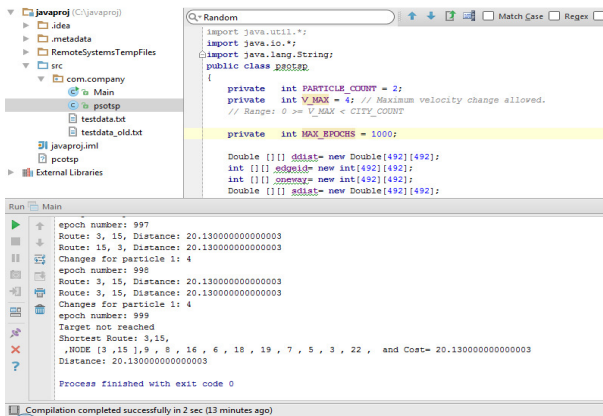 javaproj (C:\javaproj)
.idea
.metadata
RemoteSystemsTempFiles
src
com.company
Main
psotsp
testdata.txt
testdata_old.txt
javaproj.iml
pcotsp
External Libraries
Random
Match Case
Regex
import java.util.*;
import java.io.*;
import java.lang.String;
public class psotsp
{
private int PARTICLE_COUNT = 2;
private int V_MAX = 4; // Maximum velocity change allowed.
// Range: 0 >= V_MAX < CITY_COUNT
private int MAX_EPOCHS = 1000;
Double [][] ddist= new Double[492][492];
int [][] edgeid= new int[492][492];
int [][] oneway= new int[492][492];
Double [][] sdist= new Double[492][492];
Run Main
epoch number: 997
Route: 3, 15, Distance: 20.130000000000003
Route: 15, 3, Distance: 20.130000000000003
Changes for particle 1: 4
epoch number: 998
Route: 3, 15, Distance: 20.130000000000003
Route: 3, 15, Distance: 20.130000000000003
Changes for particle 1: 4
epoch number: 999
Target not reached
Shortest Route: 3,15,
,NODE [3 ,15 ],9 , 8 , 16 , 6 , 18 , 19 , 7 , 5 , 3 , 22 , and Cost= 20.130000000000003
Distance: 20.130000000000003
Process finished with exit code 0
Compilation completed successfully in 2 sec (13 minutes ago)